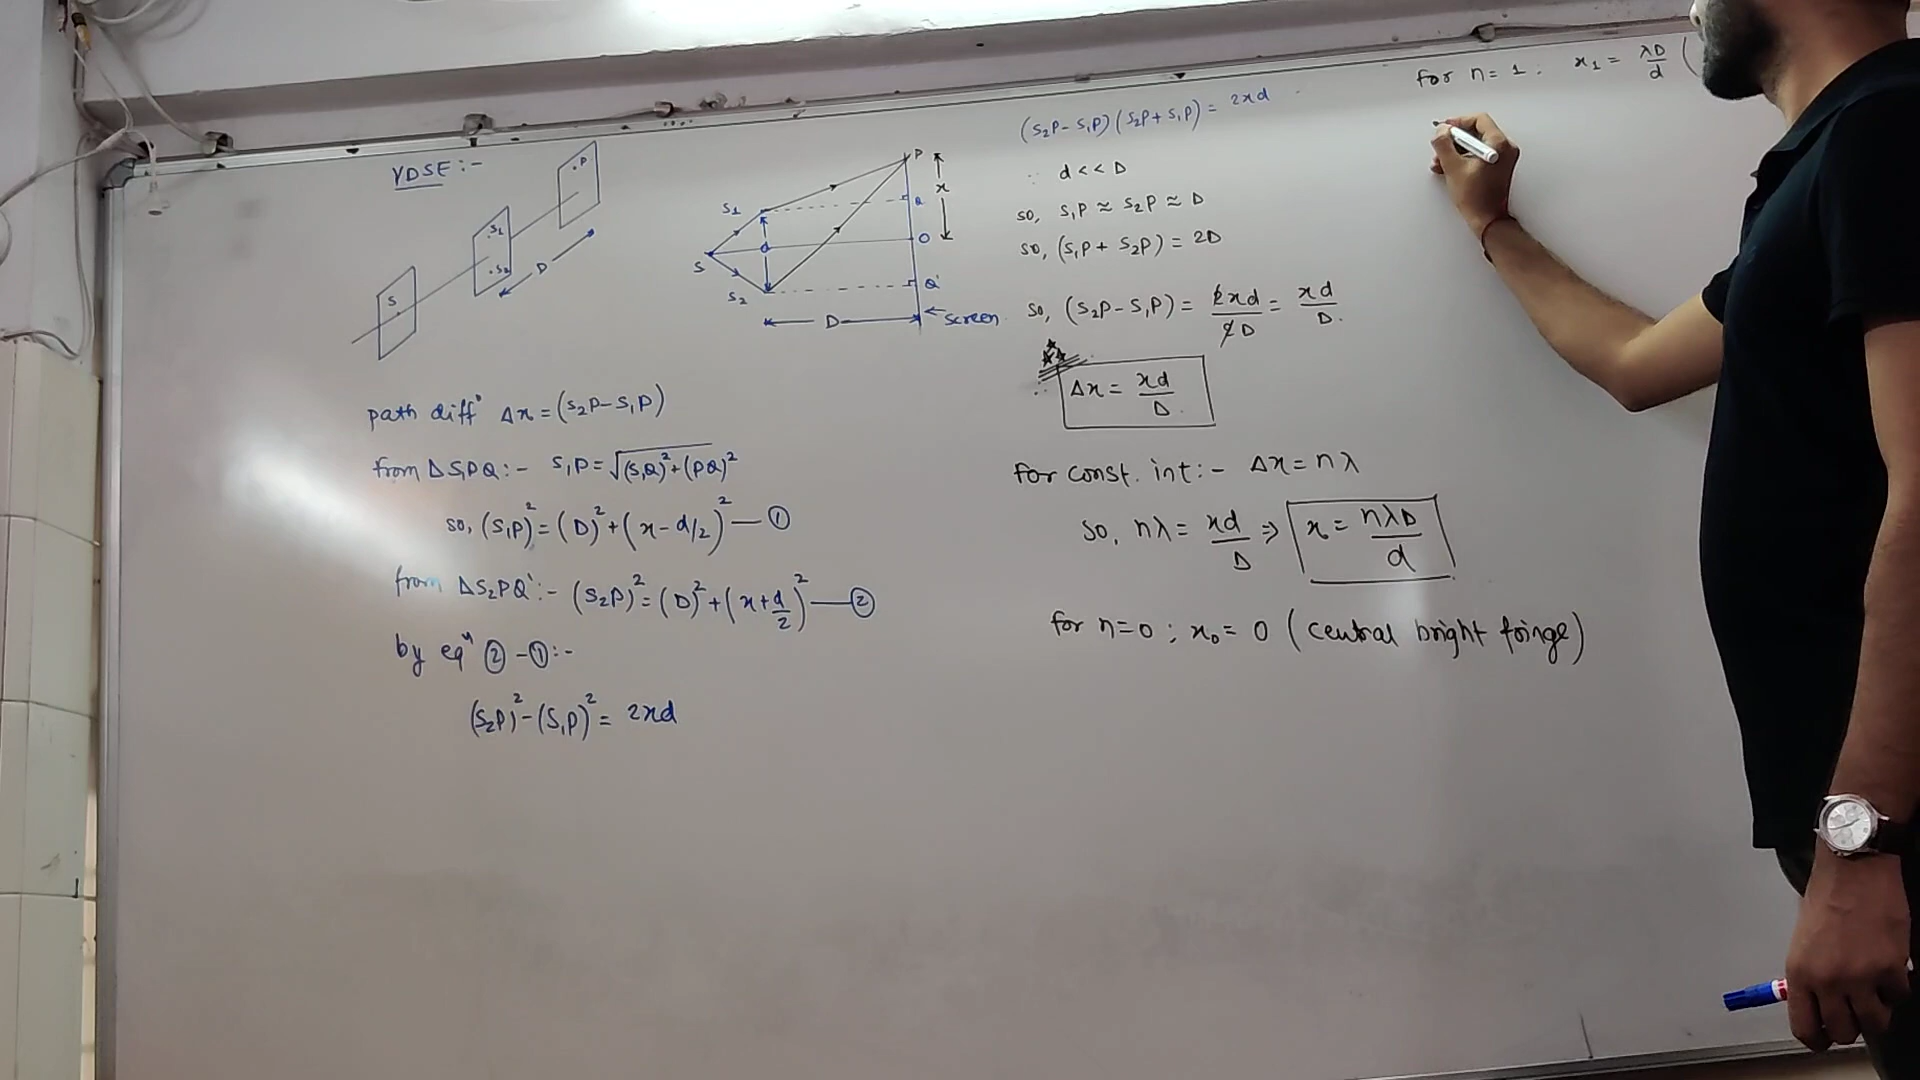 YDSE :-
.P
S1
.S2
S
D
S1
S
S2
d
P
x
Q
O
Q'
D
Screen
path diffⁿ Δx = (S₂P - S₁P)
from ΔS₁PQ :- S₁P = √(S₁Q)² + (PQ)²
so, (S₁P)² = (D)² + (x - d/2)² — ①
from ΔS₂PQ' :- (S₂P)² = (D)² + (x + d/2)² — ②
by eqⁿ ② - ① :-
(S₂P)² - (S₁P)² = 2xd
(S₂P - S₁P) (S₂P + S₁P) = 2xd
∵ d << D
so, S₁P ≈ S₂P ≈ D
so, (S₁P + S₂P) = 2D
so, (S₂P - S₁P) = 2xd/2D = xd/D.
∴ Δx = xd/D.
For const. int :- Δx = nλ
so, nλ = xd/D ⇒ x = nλD/d
for n = 0 ; x₀ = 0 (central bright fringe)
For n = 1 ; x₁ = λD/d (